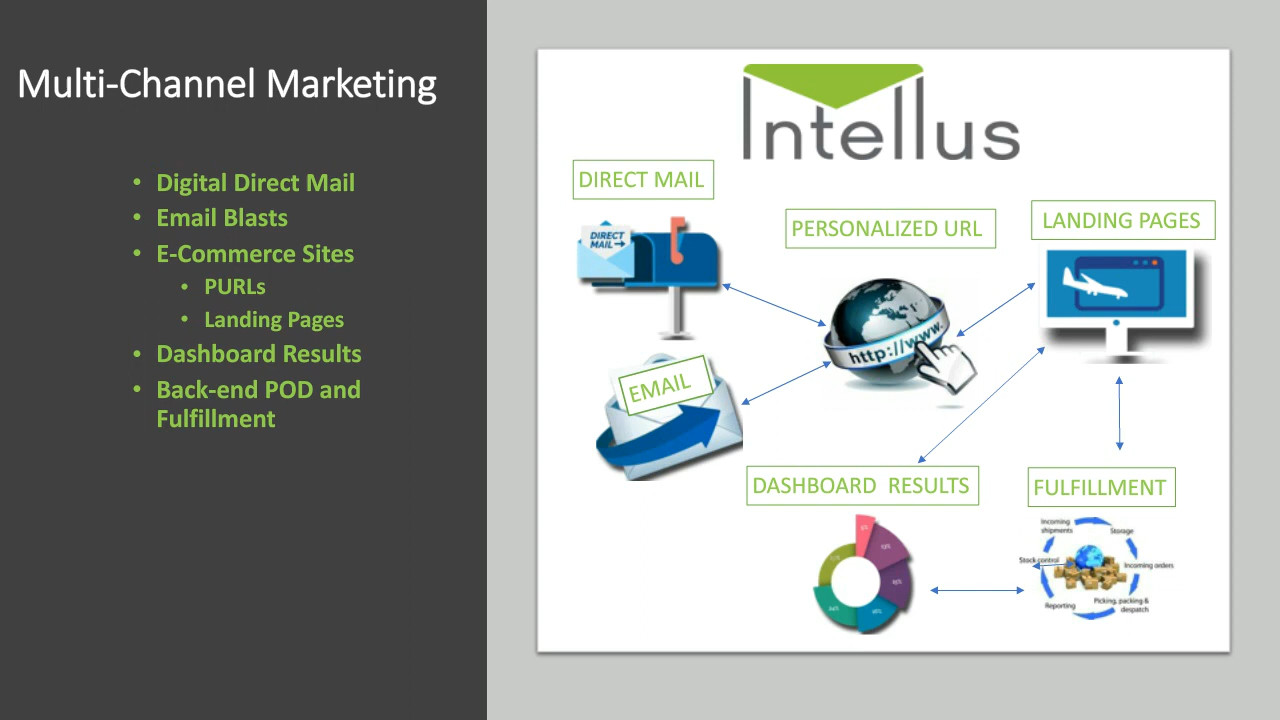 Multi-Channel Marketing
• Digital Direct Mail
• Email Blasts
• E-Commerce Sites
• PURLs
• Landing Pages
• Dashboard Results
• Back-end POD and
Fulfillment
Intellus
DIRECT MAIL
DIRECT
MAIL
PERSONALIZED URL
LANDING PAGES
http://www.
EMAIL
DASHBOARD RESULTS
FULFILLMENT
Incoming
shipments
Storage
Stock control
Incoming orders
Reporting
Picking, packing &
despatch